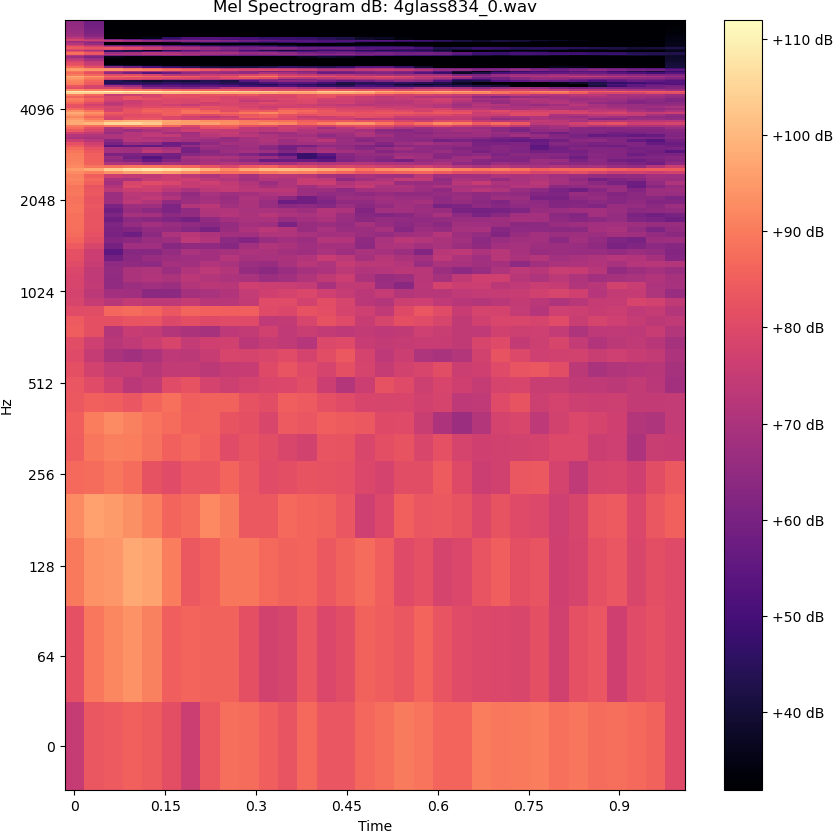 Mel Spectrogram dB: 4glass834_0.wav
+110 dB
+100 dB
+90 dB
+80 dB
+70 dB
+60 dB
+50 dB
+40 dB
4096
2048
1024
512
256
128
64
0
Hz
0 0.15 0.3 0.45 0.6 0.75 0.9
Time